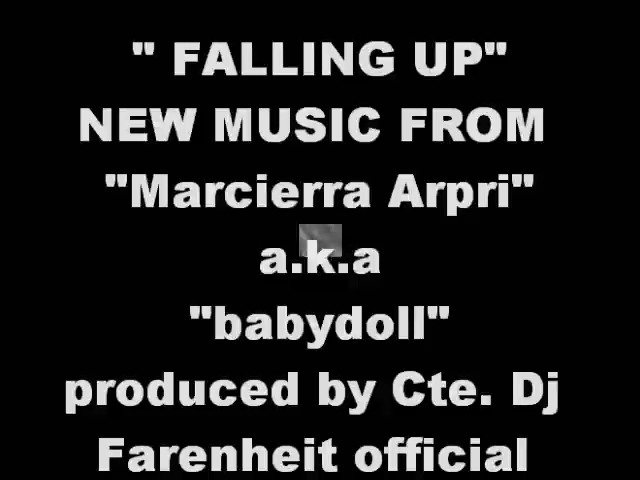 " FALLING UP"
NEW MUSIC FROM
"Marcierra Arpri"
a.k.a
"babydoll"
produced by Cte. Dj
Farenheit official